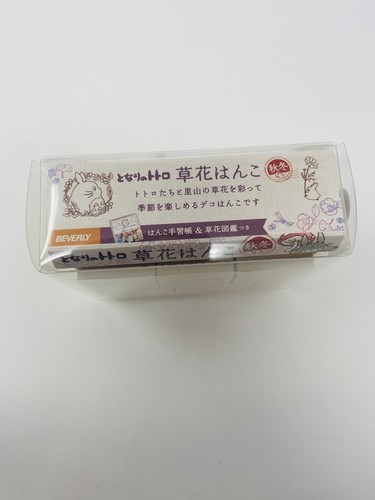 となりのトトロ 草花はんこ 秋冬
トトロたちと里山の草花を彩って
季節を楽しめるデコはんこです
BEVERLY はんこ手習帳 & 草花図鑑つき
となりのトトロ 草花はんこ 秋冬